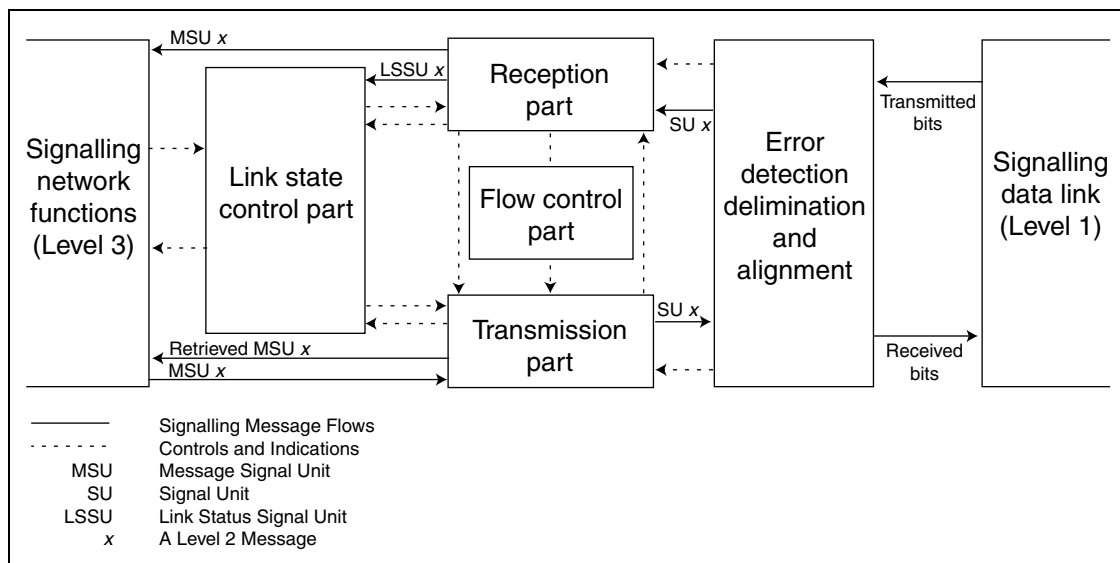 MSU x
LSSU x
Reception
part
SU x
Transmitted
bits
Signalling
network
functions
(Level 3)
Link state
control part
Flow control
part
Error
detection
delimination
and
alignment
Signalling
data link
(Level 1)
Transmission
part
SU x
Received
bits
Retrieved MSU x
MSU x
Signalling Message Flows
Controls and Indications
MSU Message Signal Unit
SU Signal Unit
LSSU Link Status Signal Unit
x A Level 2 Message